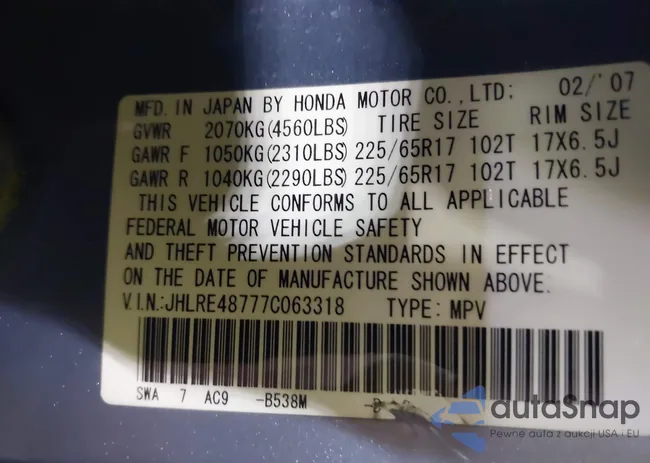 MFD. IN JAPAN BY HONDA MOTOR CO., LTD: 02/'07
GVWR 2070KG(4560LBS) TIRE SIZE RIM SIZE
GAWR F 1050KG(2310LBS) 225/65R17 102T 17X6.5J
GAWR R 1040KG(2290LBS) 225/65R17 102T 17X6.5J
THIS VEHICLE CONFORMS TO ALL APPLICABLE
FEDERAL MOTOR VEHICLE SAFETY
AND THEFT PREVENTION STANDARDS IN EFFECT
ON THE DATE OF MANUFACTURE SHOWN ABOVE.
V.I.N.:JHLRE48777C063318 TYPE: MPV
SWA 7 AC9 -B538M
autaSnap
Pewne auta z aukcji USA i EU